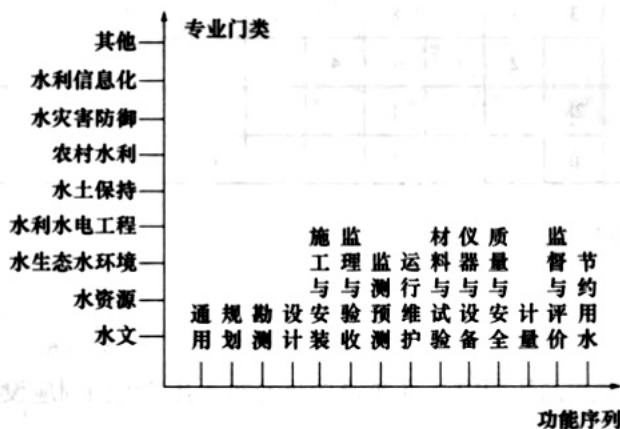 专业门类
其他
水利信息化
水灾害防御
农村水利
水土保持
水利水电工程
水生态水环境
水资源
水文
通用
规划
勘测
设计
施工与安装
监理与验收
监测预测
运行维护
材料与试验
仪器与设备
质量与安全
计量
监督与评价
节约用水
功能序列